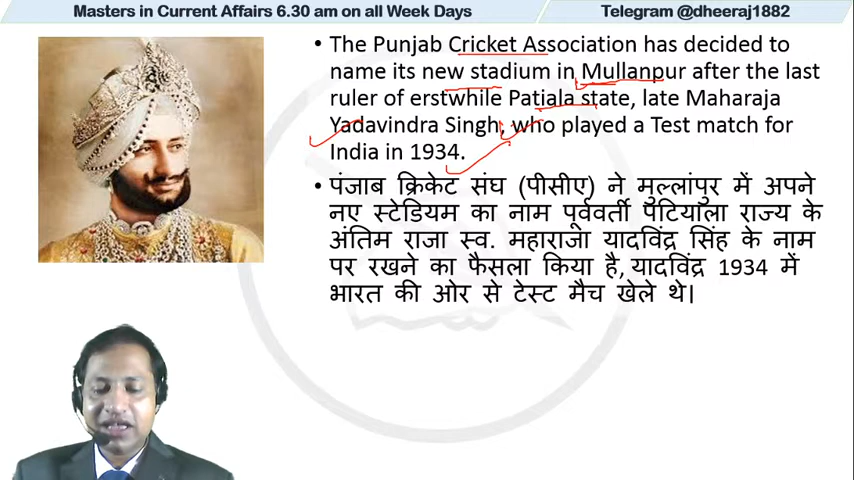 Masters in Current Affairs 6.30 am on all Week Days
Telegram @dheeraj1882
• The Punjab Cricket Association has decided to
name its new stadium in Mullanpur after the last
ruler of erstwhile Patiala state, late Maharaja
Yadavindra Singh, who played a Test match for
India in 1934.
• पंजाब क्रिकेट संघ (पीसीए) ने मुल्लांपुर में अपने
नए स्टेडियम का नाम पूर्ववर्ती पटियाला राज्य के
अंतिम राजा स्व. महाराजा यादविंद्र सिंह के नाम
पर रखने का फैसला किया है, यादविंद्र 1934 में
भारत की ओर से टेस्ट मैच खेले थे।